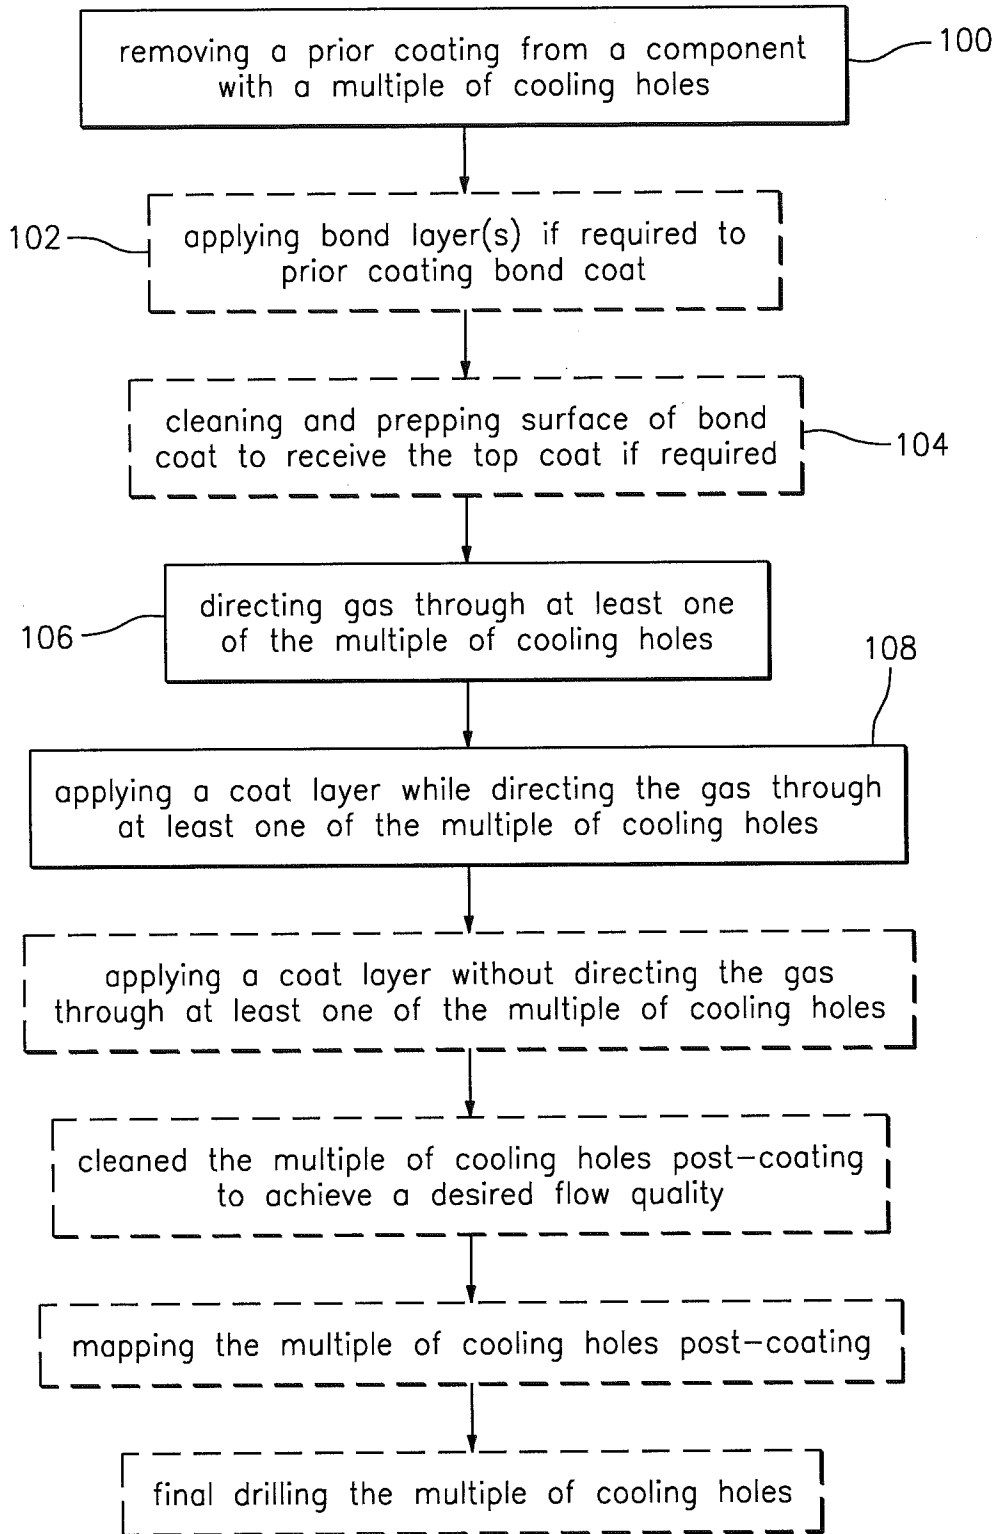 removing a prior coating from a component
with a multiple of cooling holes
100
applying bond layer(s) if required to
prior coating bond coat
102
cleaning and prepping surface of bond
coat to receive the top coat if required
104
directing gas through at least one
of the multiple of cooling holes
106
108
applying a coat layer while directing the gas through
at least one of the multiple of cooling holes
applying a coat layer without directing the gas
through at least one of the multiple of cooling holes
cleaned the multiple of cooling holes post-coating
to achieve a desired flow quality
mapping the multiple of cooling holes post-coating
final drilling the multiple of cooling holes